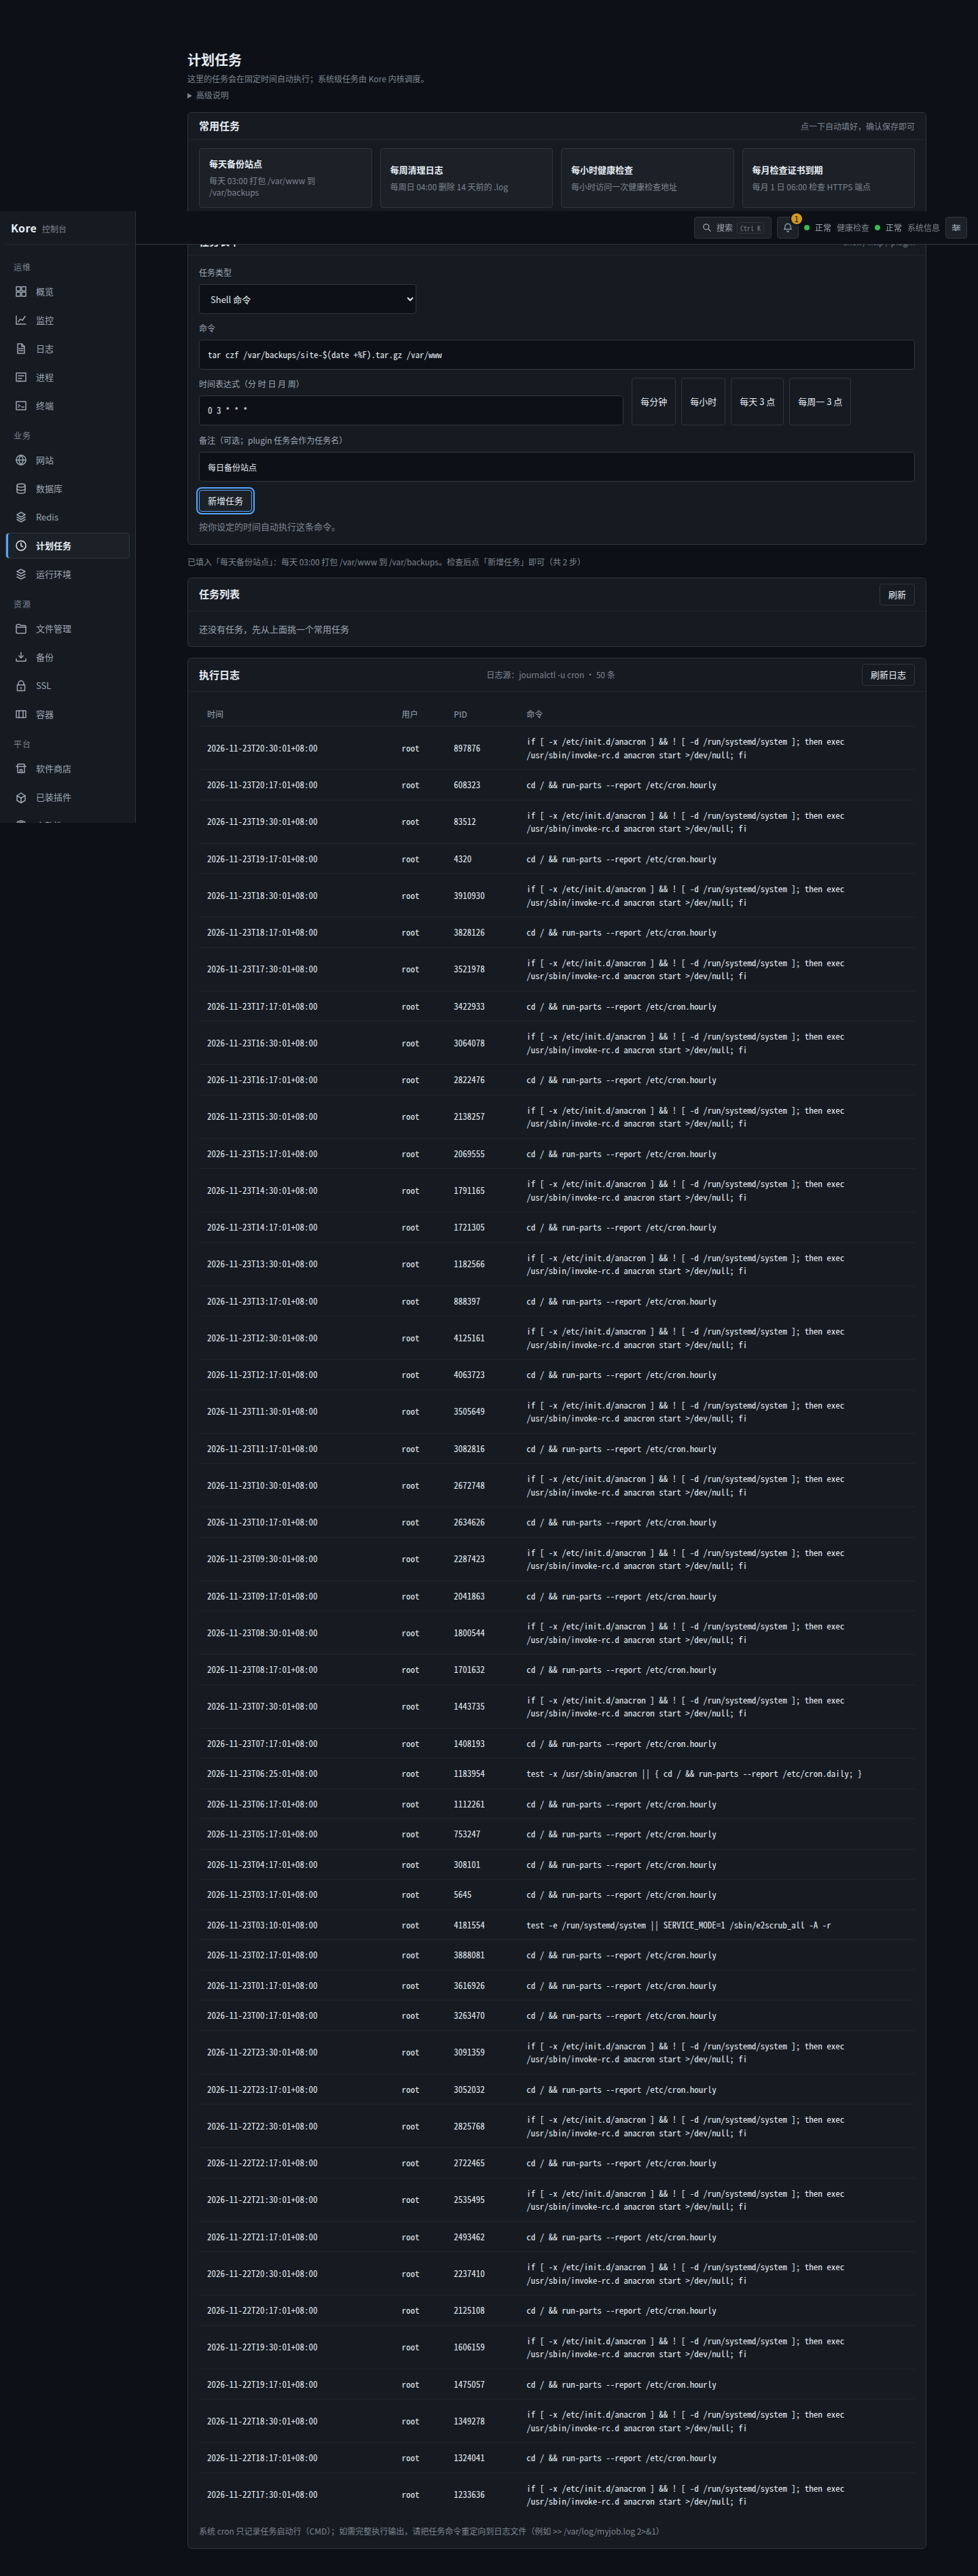 计划任务
这里的任务会在固定时间自动执行；系统级任务由 Kore 内核调度。
▶ 高级说明
常用任务
点一下自动填好，确认保存即可
每天备份站点
每天 03:00 打包 /var/www 到
/var/backups
每周清理日志
每周日 04:00 删除 14 天前的 .log
每小时健康检查
每小时访问一次健康检查地址
每月检查证书到期
每月 1 日 06:00 检查 HTTPS 端点
Kore 控制台
搜索 Ctrl K
1
正常 健康检查
正常 系统信息
运维
概览
监控
日志
进程
终端
业务
网站
数据库
Redis
计划任务
运行环境
资源
文件管理
备份
SSL
容器
平台
软件商店
已装插件
任务类型
Shell 命令
命令
tar czf /var/backups/site-$(date +%F).tar.gz /var/www
时间表达式（分 时 日 月 周）
0 3 * * *
每分钟
每小时
每天 3 点
每周一 3 点
备注（可选；plugin 任务会作为任务名）
每日备份站点
新增任务
按你设定的时间自动执行这条命令。
已填入「每天备份站点」：每天 03:00 打包 /var/www 到 /var/backups。检查后点「新增任务」即可（共 2 步）
任务列表
刷新
还没有任务，先从上面挑一个常用任务
执行日志
日志源：journalctl -u cron · 50 条
刷新日志
时间 用户 PID 命令
2026-11-23T20:30:01+08:00 root 897876 if [ -x /etc/init.d/anacron ] && ! [ -d /run/systemd/system ]; then exec
/usr/sbin/invoke-rc.d anacron start >/dev/null; fi
2026-11-23T20:17:01+08:00 root 608323 cd / && run-parts --report /etc/cron.hourly
2026-11-23T19:30:01+08:00 root 83512 if [ -x /etc/init.d/anacron ] && ! [ -d /run/systemd/system ]; then exec
/usr/sbin/invoke-rc.d anacron start >/dev/null; fi
2026-11-23T19:17:01+08:00 root 4320 cd / && run-parts --report /etc/cron.hourly
2026-11-23T18:30:01+08:00 root 3910930 if [ -x /etc/init.d/anacron ] && ! [ -d /run/systemd/system ]; then exec
/usr/sbin/invoke-rc.d anacron start >/dev/null; fi
2026-11-23T18:17:01+08:00 root 3828126 cd / && run-parts --report /etc/cron.hourly
2026-11-23T17:30:01+08:00 root 3521978 if [ -x /etc/init.d/anacron ] && ! [ -d /run/systemd/system ]; then exec
/usr/sbin/invoke-rc.d anacron start >/dev/null; fi
2026-11-23T17:17:01+08:00 root 3422933 cd / && run-parts --report /etc/cron.hourly
2026-11-23T16:30:01+08:00 root 3064078 if [ -x /etc/init.d/anacron ] && ! [ -d /run/systemd/system ]; then exec
/usr/sbin/invoke-rc.d anacron start >/dev/null; fi
2026-11-23T16:17:01+08:00 root 2822476 cd / && run-parts --report /etc/cron.hourly
2026-11-23T15:30:01+08:00 root 2138257 if [ -x /etc/init.d/anacron ] && ! [ -d /run/systemd/system ]; then exec
/usr/sbin/invoke-rc.d anacron start >/dev/null; fi
2026-11-23T15:17:01+08:00 root 2069555 cd / && run-parts --report /etc/cron.hourly
2026-11-23T14:30:01+08:00 root 1791165 if [ -x /etc/init.d/anacron ] && ! [ -d /run/systemd/system ]; then exec
/usr/sbin/invoke-rc.d anacron start >/dev/null; fi
2026-11-23T14:17:01+08:00 root 1721305 cd / && run-parts --report /etc/cron.hourly
2026-11-23T13:30:01+08:00 root 1182566 if [ -x /etc/init.d/anacron ] && ! [ -d /run/systemd/system ]; then exec
/usr/sbin/invoke-rc.d anacron start >/dev/null; fi
2026-11-23T13:17:01+08:00 root 888397 cd / && run-parts --report /etc/cron.hourly
2026-11-23T12:30:01+08:00 root 4125161 if [ -x /etc/init.d/anacron ] && ! [ -d /run/systemd/system ]; then exec
/usr/sbin/invoke-rc.d anacron start >/dev/null; fi
2026-11-23T12:17:01+08:00 root 4063723 cd / && run-parts --report /etc/cron.hourly
2026-11-23T11:30:01+08:00 root 3505649 if [ -x /etc/init.d/anacron ] && ! [ -d /run/systemd/system ]; then exec
/usr/sbin/invoke-rc.d anacron start >/dev/null; fi
2026-11-23T11:17:01+08:00 root 3082816 cd / && run-parts --report /etc/cron.hourly
2026-11-23T10:30:01+08:00 root 2672748 if [ -x /etc/init.d/anacron ] && ! [ -d /run/systemd/system ]; then exec
/usr/sbin/invoke-rc.d anacron start >/dev/null; fi
2026-11-23T10:17:01+08:00 root 2634626 cd / && run-parts --report /etc/cron.hourly
2026-11-23T09:30:01+08:00 root 2287423 if [ -x /etc/init.d/anacron ] && ! [ -d /run/systemd/system ]; then exec
/usr/sbin/invoke-rc.d anacron start >/dev/null; fi
2026-11-23T09:17:01+08:00 root 2041863 cd / && run-parts --report /etc/cron.hourly
2026-11-23T08:30:01+08:00 root 1800544 if [ -x /etc/init.d/anacron ] && ! [ -d /run/systemd/system ]; then exec
/usr/sbin/invoke-rc.d anacron start >/dev/null; fi
2026-11-23T08:17:01+08:00 root 1701632 cd / && run-parts --report /etc/cron.hourly
2026-11-23T07:30:01+08:00 root 1443735 if [ -x /etc/init.d/anacron ] && ! [ -d /run/systemd/system ]; then exec
/usr/sbin/invoke-rc.d anacron start >/dev/null; fi
2026-11-23T07:17:01+08:00 root 1408193 cd / && run-parts --report /etc/cron.hourly
2026-11-23T06:25:01+08:00 root 1183954 test -x /usr/sbin/anacron || { cd / && run-parts --report /etc/cron.daily; }
2026-11-23T06:17:01+08:00 root 1112261 cd / && run-parts --report /etc/cron.hourly
2026-11-23T05:17:01+08:00 root 753247 cd / && run-parts --report /etc/cron.hourly
2026-11-23T04:17:01+08:00 root 308101 cd / && run-parts --report /etc/cron.hourly
2026-11-23T03:17:01+08:00 root 5645 cd / && run-parts --report /etc/cron.hourly
2026-11-23T03:10:01+08:00 root 4181554 test -e /run/systemd/system || SERVICE_MODE=1 /sbin/e2scrub_all -A -r
2026-11-23T02:17:01+08:00 root 3888081 cd / && run-parts --report /etc/cron.hourly
2026-11-23T01:17:01+08:00 root 3616926 cd / && run-parts --report /etc/cron.hourly
2026-11-23T00:17:01+08:00 root 3263470 cd / && run-parts --report /etc/cron.hourly
2026-11-22T23:30:01+08:00 root 3091359 if [ -x /etc/init.d/anacron ] && ! [ -d /run/systemd/system ]; then exec
/usr/sbin/invoke-rc.d anacron start >/dev/null; fi
2026-11-22T23:17:01+08:00 root 3052032 cd / && run-parts --report /etc/cron.hourly
2026-11-22T22:30:01+08:00 root 2825768 if [ -x /etc/init.d/anacron ] && ! [ -d /run/systemd/system ]; then exec
/usr/sbin/invoke-rc.d anacron start >/dev/null; fi
2026-11-22T22:17:01+08:00 root 2722465 cd / && run-parts --report /etc/cron.hourly
2026-11-22T21:30:01+08:00 root 2535495 if [ -x /etc/init.d/anacron ] && ! [ -d /run/systemd/system ]; then exec
/usr/sbin/invoke-rc.d anacron start >/dev/null; fi
2026-11-22T21:17:01+08:00 root 2493462 cd / && run-parts --report /etc/cron.hourly
2026-11-22T20:30:01+08:00 root 2237410 if [ -x /etc/init.d/anacron ] && ! [ -d /run/systemd/system ]; then exec
/usr/sbin/invoke-rc.d anacron start >/dev/null; fi
2026-11-22T20:17:01+08:00 root 2125108 cd / && run-parts --report /etc/cron.hourly
2026-11-22T19:30:01+08:00 root 1606159 if [ -x /etc/init.d/anacron ] && ! [ -d /run/systemd/system ]; then exec
/usr/sbin/invoke-rc.d anacron start >/dev/null; fi
2026-11-22T19:17:01+08:00 root 1475057 cd / && run-parts --report /etc/cron.hourly
2026-11-22T18:30:01+08:00 root 1349278 if [ -x /etc/init.d/anacron ] && ! [ -d /run/systemd/system ]; then exec
/usr/sbin/invoke-rc.d anacron start >/dev/null; fi
2026-11-22T18:17:01+08:00 root 1324041 cd / && run-parts --report /etc/cron.hourly
2026-11-22T17:30:01+08:00 root 1233636 if [ -x /etc/init.d/anacron ] && ! [ -d /run/systemd/system ]; then exec
/usr/sbin/invoke-rc.d anacron start >/dev/null; fi
系统 cron 只记录任务启动行（CMD）；如需完整执行输出，请把任务命令重定向到日志文件（例如 >> /var/log/myjob.log 2>&1）